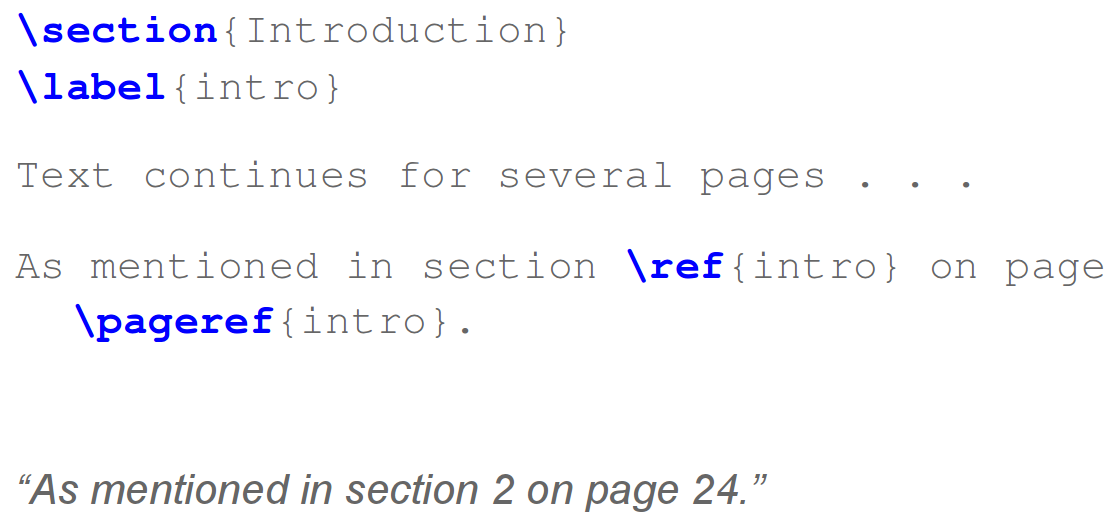 \section{Introduction}
\label{intro}
Text continues for several pages . . .
As mentioned in section \ref{intro} on page
\pageref{intro}.
“As mentioned in section 2 on page 24.”